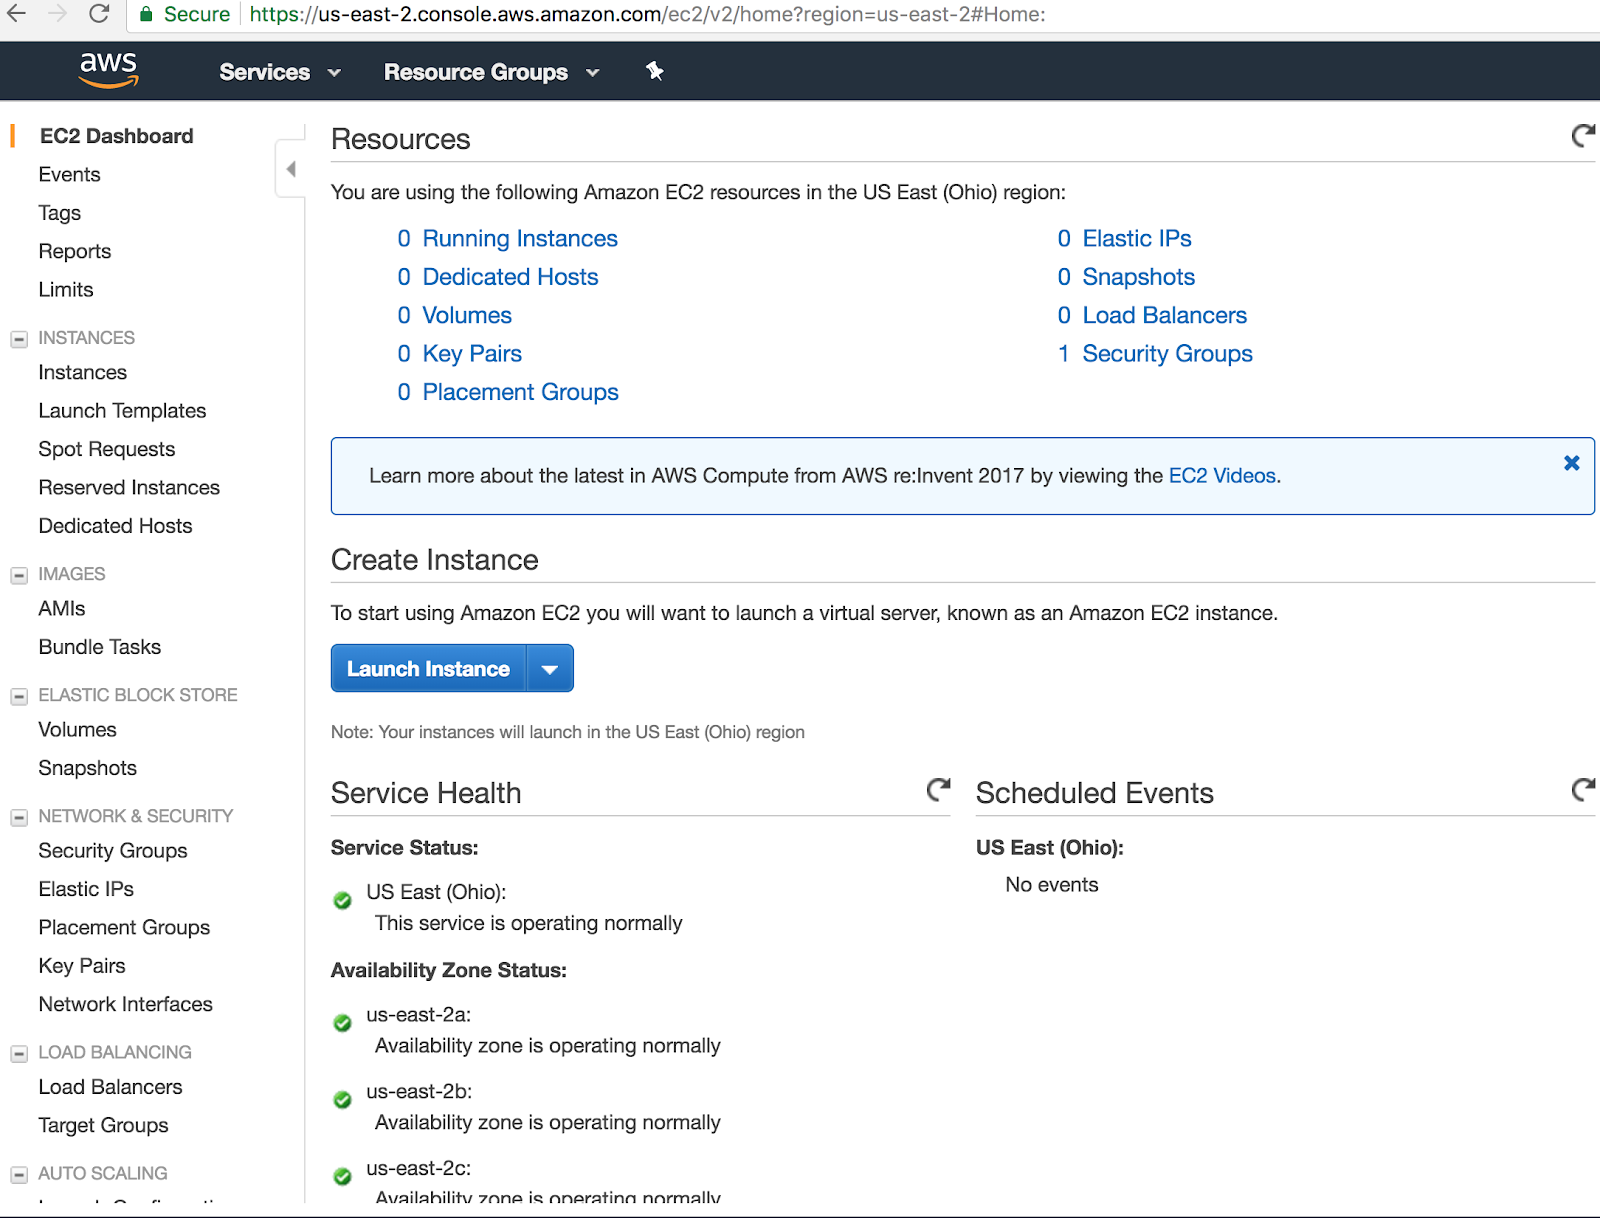 Secure https://us-east-2.console.aws.amazon.com/ec2/v2/home?region=us-east-2#Home:
aws Services Resource Groups
EC2 Dashboard
Events
Tags
Reports
Limits
INSTANCES
Instances
Launch Templates
Spot Requests
Reserved Instances
Dedicated Hosts
IMAGES
AMIs
Bundle Tasks
ELASTIC BLOCK STORE
Volumes
Snapshots
NETWORK & SECURITY
Security Groups
Elastic IPs
Placement Groups
Key Pairs
Network Interfaces
LOAD BALANCING
Load Balancers
Target Groups
AUTO SCALING
Resources
You are using the following Amazon EC2 resources in the US East (Ohio) region:
0 Running Instances
0 Dedicated Hosts
0 Volumes
0 Key Pairs
0 Placement Groups
0 Elastic IPs
0 Snapshots
0 Load Balancers
1 Security Groups
Learn more about the latest in AWS Compute from AWS re:Invent 2017 by viewing the EC2 Videos.
Create Instance
To start using Amazon EC2 you will want to launch a virtual server, known as an Amazon EC2 instance.
Launch Instance
Note: Your instances will launch in the US East (Ohio) region
Service Health
Service Status:
US East (Ohio):
This service is operating normally
Availability Zone Status:
us-east-2a:
Availability zone is operating normally
us-east-2b:
Availability zone is operating normally
us-east-2c:
Availability zone is operating normally
Scheduled Events
US East (Ohio):
No events